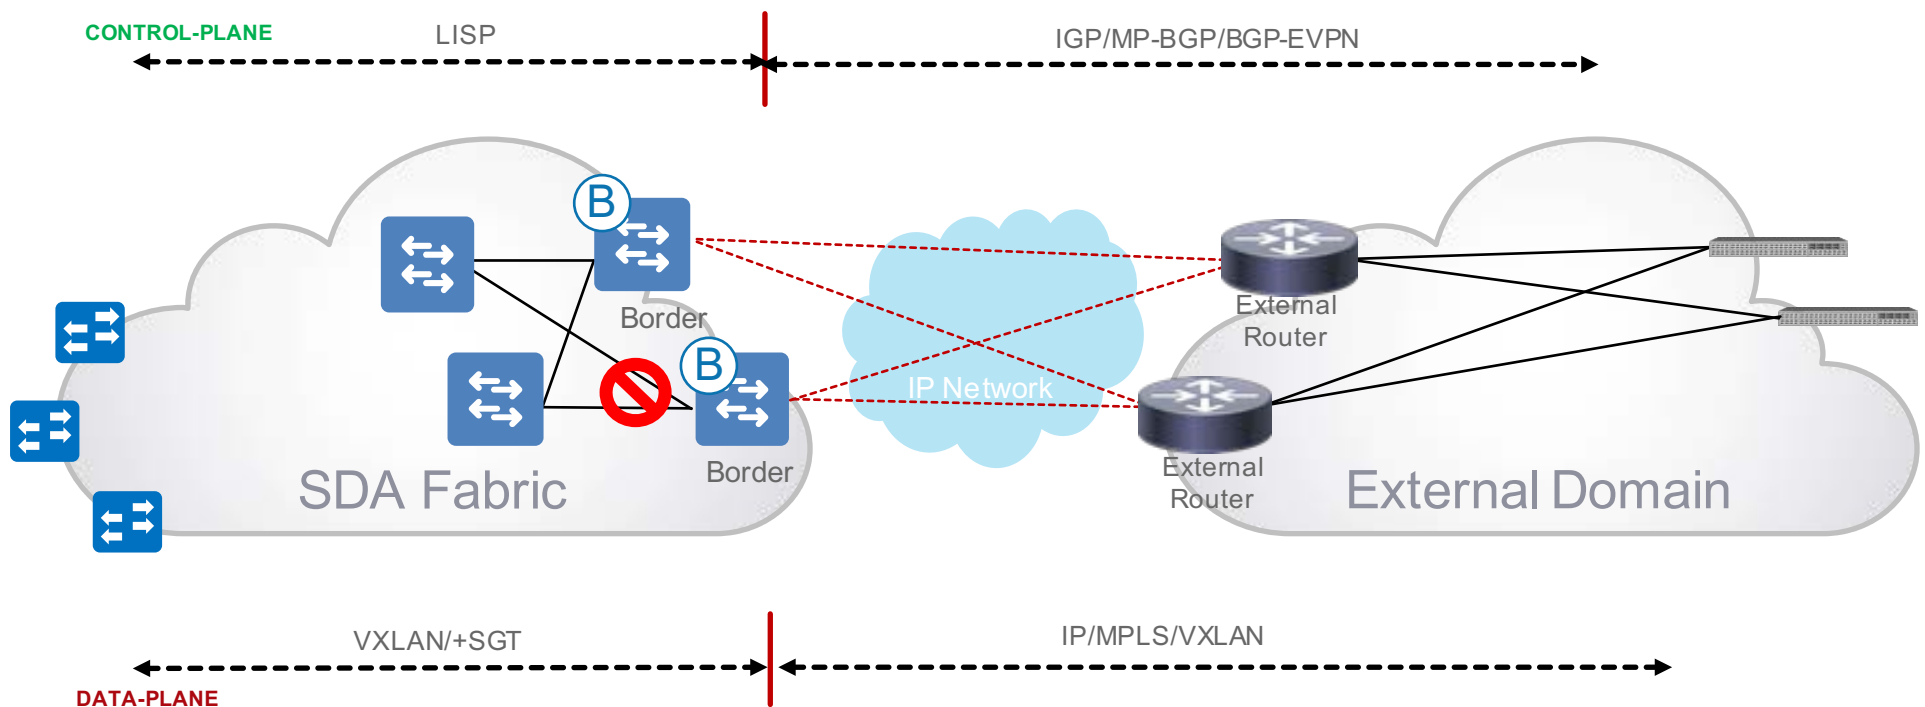 CONTROL-PLANE
LISP
IGP/MP-BGP/BGP-EVPN
B
Border
External
Router
B
IP Network
Border
External
Router
SDA Fabric
External Domain
VXLAN/+SGT
IP/MPLS/VXLAN
DATA-PLANE